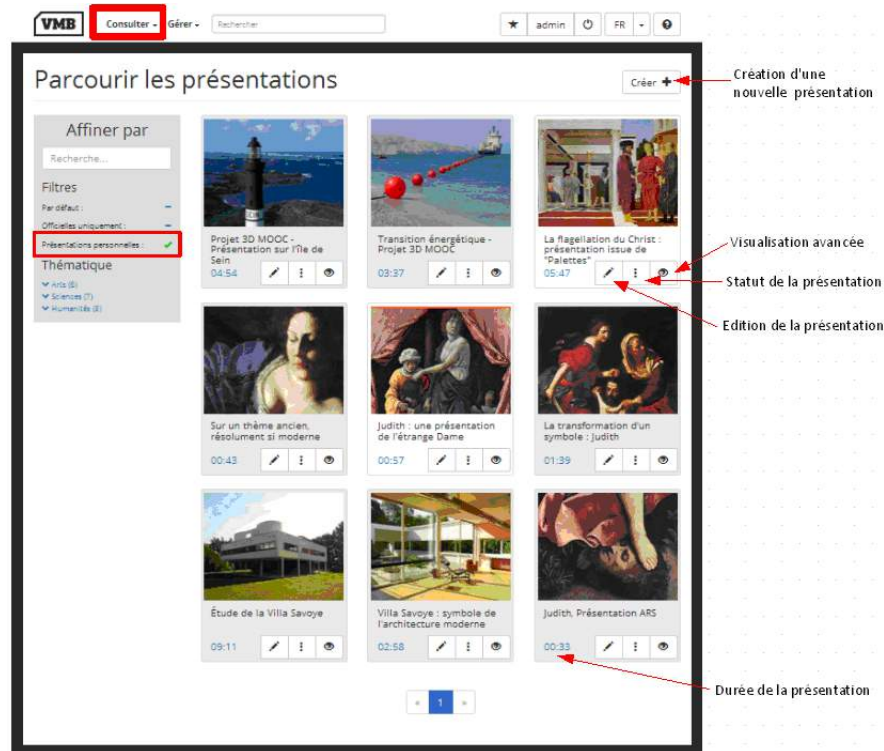 VMB Consulter Gérer Rechercher admin FR
Parcourir les présentations
Créer
Création d'une
nouvelle présentation
Affiner par
Recherche...
Filtres
Par défaut :
Officielles uniquement :
Présentations personnelles :
Thématique
Arts (6)
Sciences (7)
Humanités (8)
Projet 3D MOOC -
Présentation sur l'île de
Sein
04:54
Transition énergétique -
Projet 3D MOOC
03:37
La flagellation du Christ :
présentation issue de
"Palettes"
05:47
Visualisation avancée
Statut de la présentation
Edition de la présentation
Sur un thème ancien,
résolument si moderne
00:43
Judith : une présentation
de l'étrange Dame
00:57
La transformation d'un
symbole : Judith
01:39
Étude de la Villa Savoye
09:11
Villa Savoye : symbole de
l'architecture moderne
02:58
Judith, Présentation ARS
00:33
Durée de la présentation
« 1 »